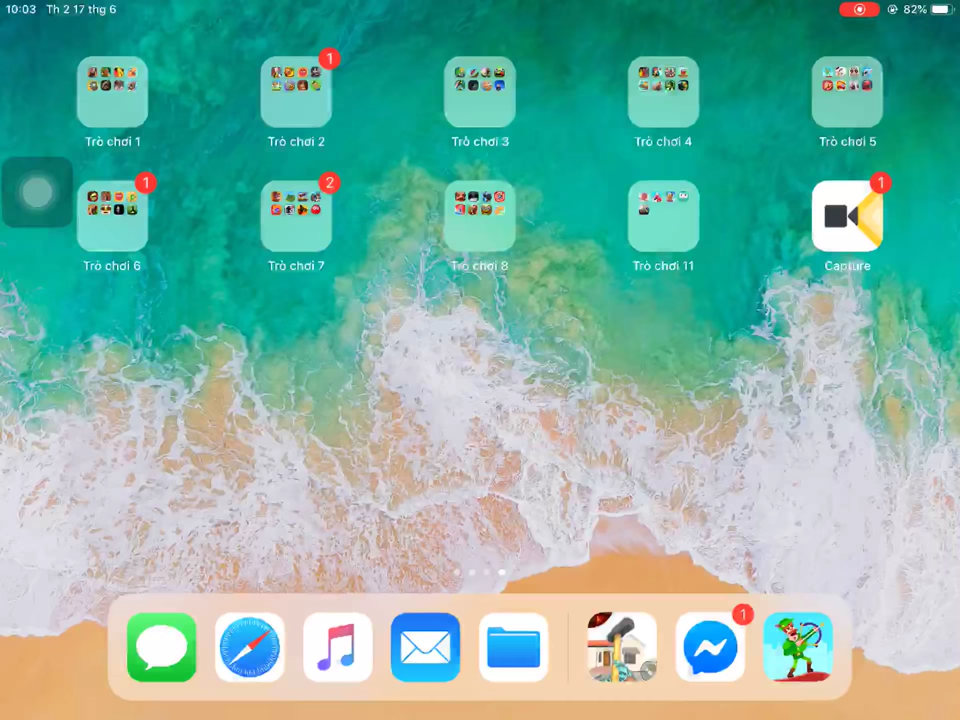 10:03 Th 2 17 thg 6
82%
1
Trò chơi 1
Trò chơi 2
Trò chơi 3
Trò chơi 4
Trò chơi 5
1
2
1
Trò chơi 6
Trò chơi 7
Trò chơi 8
Trò chơi 11
Capture
1